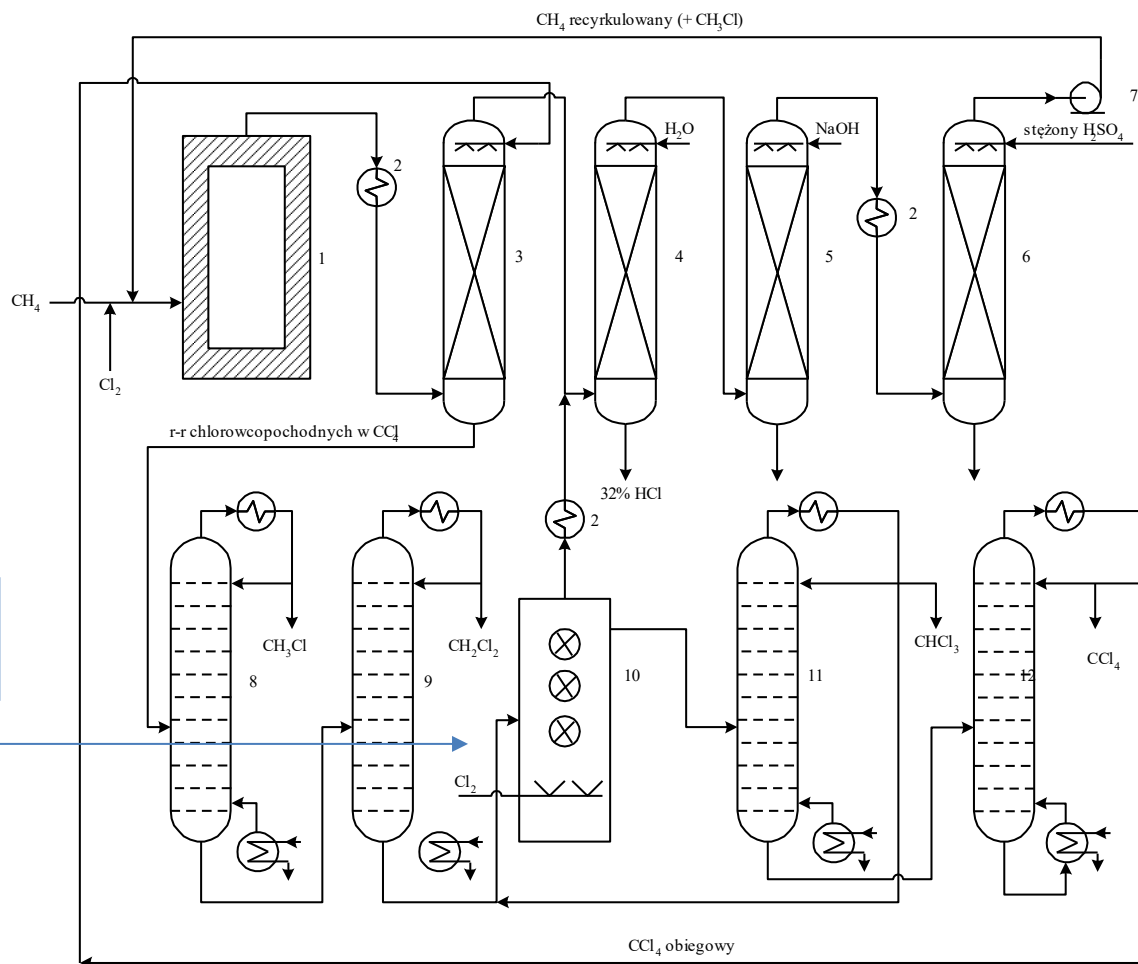 CH₄ recyrkulowany (+ CH₃Cl)
7
H₂O
NaOH
stężony H₂SO₄
2
2
1
3
4
5
6
CH₄
Cl₂
r-r chlorowcopochodnych w CCl₄
32% HCl
2
CH₃Cl
CH₂Cl₂
CHCl₃
CCl₄
8
9
10
11
12
Cl₂
CCl₄ obiegowy